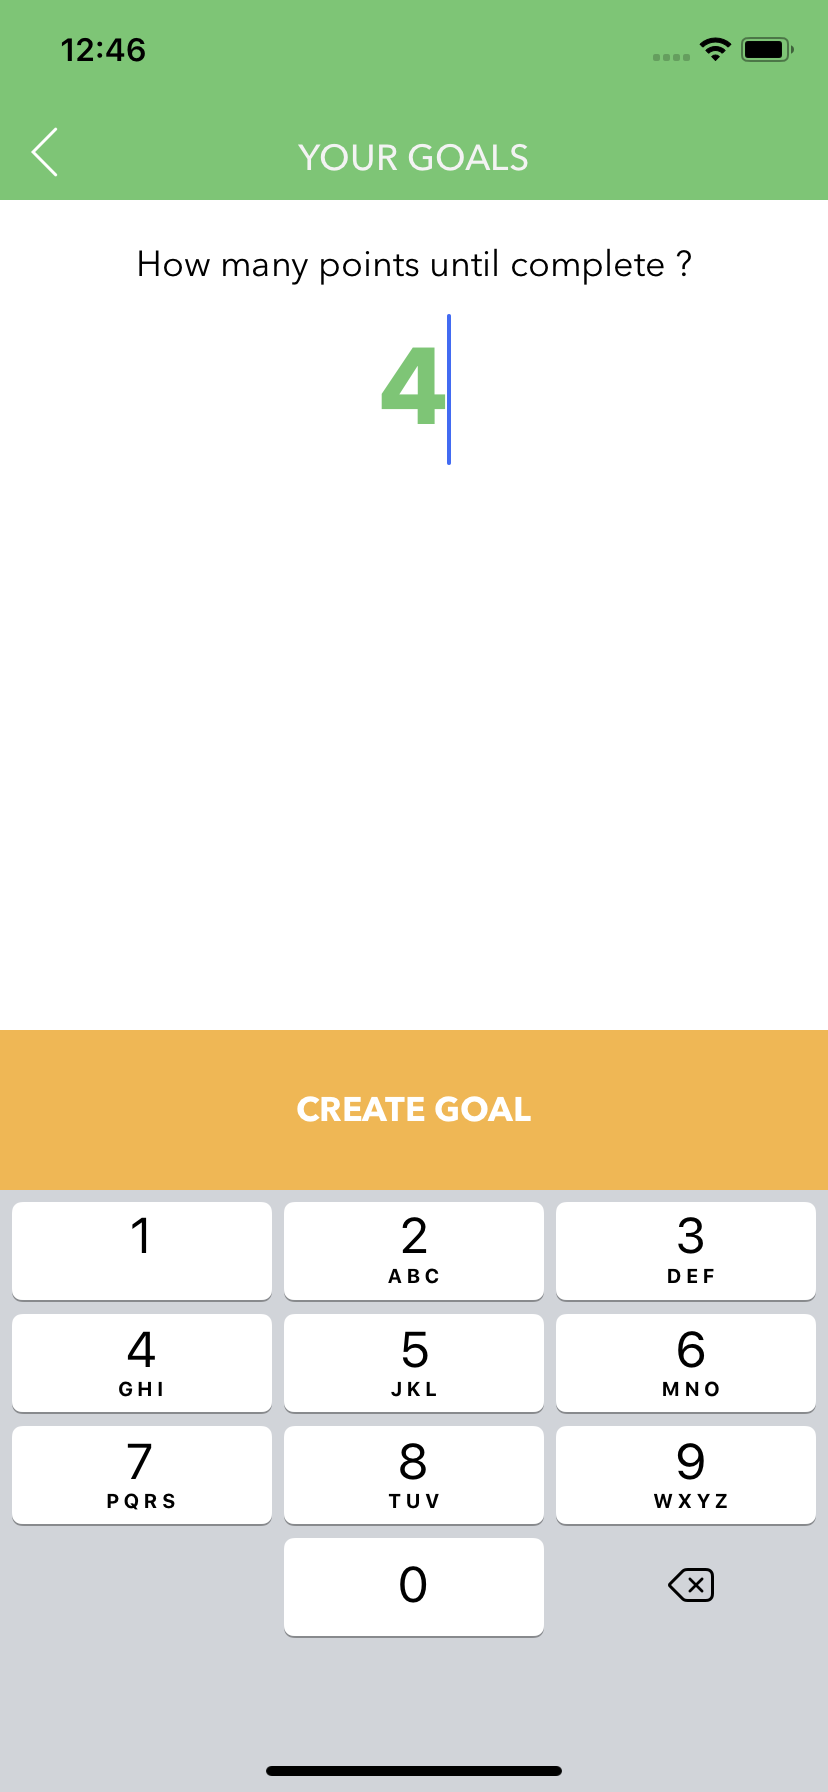 12:46
YOUR GOALS
How many points until complete ?
4
CREATE GOAL
1 2 3
ABC DEF
4 5 6
GHI JKL MNO
7 8 9
PQRS TUV WXYZ
0